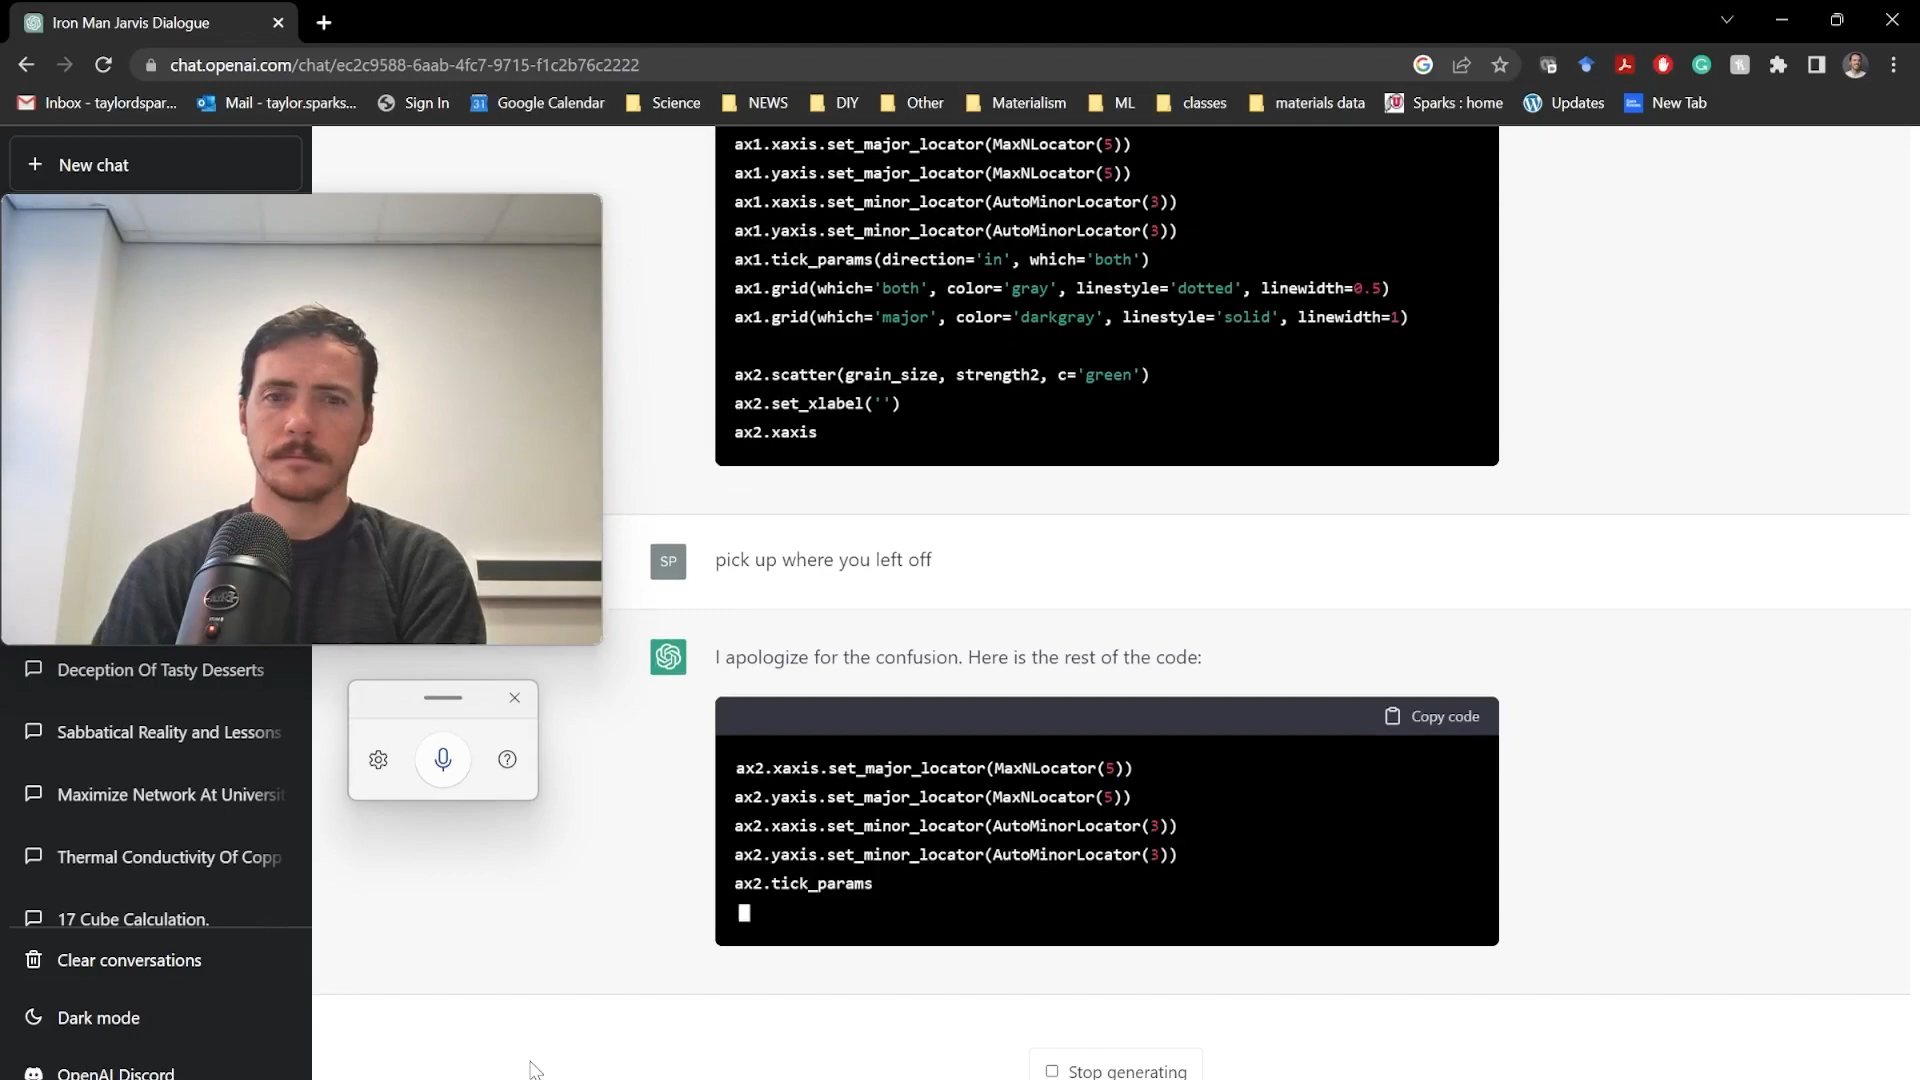 Iron Man Jarvis Dialogue
chat.openai.com/chat/ec2c9588-6aab-4fc7-9715-f1c2b76c2222
Inbox - taylordspar...
Mail - taylor.sparks...
Sign In
31
Google Calendar
Science
NEWS
DIY
Other
Materialism
ML
classes
materials data
Sparks : home
Updates
New Tab
+ New chat
ax1.xaxis.set_major_locator(MaxNLocator(5))
ax1.yaxis.set_major_locator(MaxNLocator(5))
ax1.xaxis.set_minor_locator(AutoMinorLocator(3))
ax1.yaxis.set_minor_locator(AutoMinorLocator(3))
ax1.tick_params(direction='in', which='both')
ax1.grid(which='both', color='gray', linestyle='dotted', linewidth=0.5)
ax1.grid(which='major', color='darkgray', linestyle='solid', linewidth=1)
ax2.scatter(grain_size, strength2, c='green')
ax2.set_xlabel('')
ax2.xaxis
SP
pick up where you left off
I apologize for the confusion. Here is the rest of the code:
Copy code
ax2.xaxis.set_major_locator(MaxNLocator(5))
ax2.yaxis.set_major_locator(MaxNLocator(5))
ax2.xaxis.set_minor_locator(AutoMinorLocator(3))
ax2.yaxis.set_minor_locator(AutoMinorLocator(3))
ax2.tick_params
Stop generating
Deception Of Tasty Desserts
Sabbatical Reality and Lessons
Maximize Network At Universit
Thermal Conductivity Of Copp
17 Cube Calculation.
Clear conversations
Dark mode
OpenAI Discord